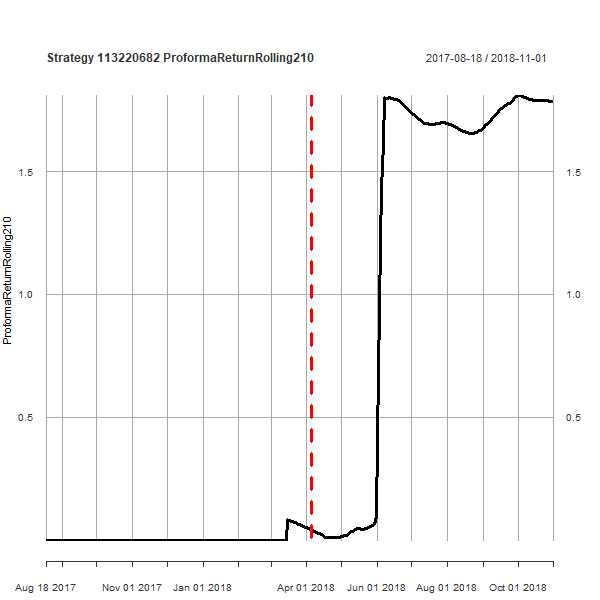 Strategy 113220682 ProformaReturnRolling210
2017-08-18 / 2018-11-01
ProformaReturnRolling210
1.5 1.5
1.0 1.0
0.5 0.5
Aug 18 2017 Nov 01 2017 Jan 01 2018 Apr 01 2018 Jun 01 2018 Aug 01 2018 Oct 01 2018